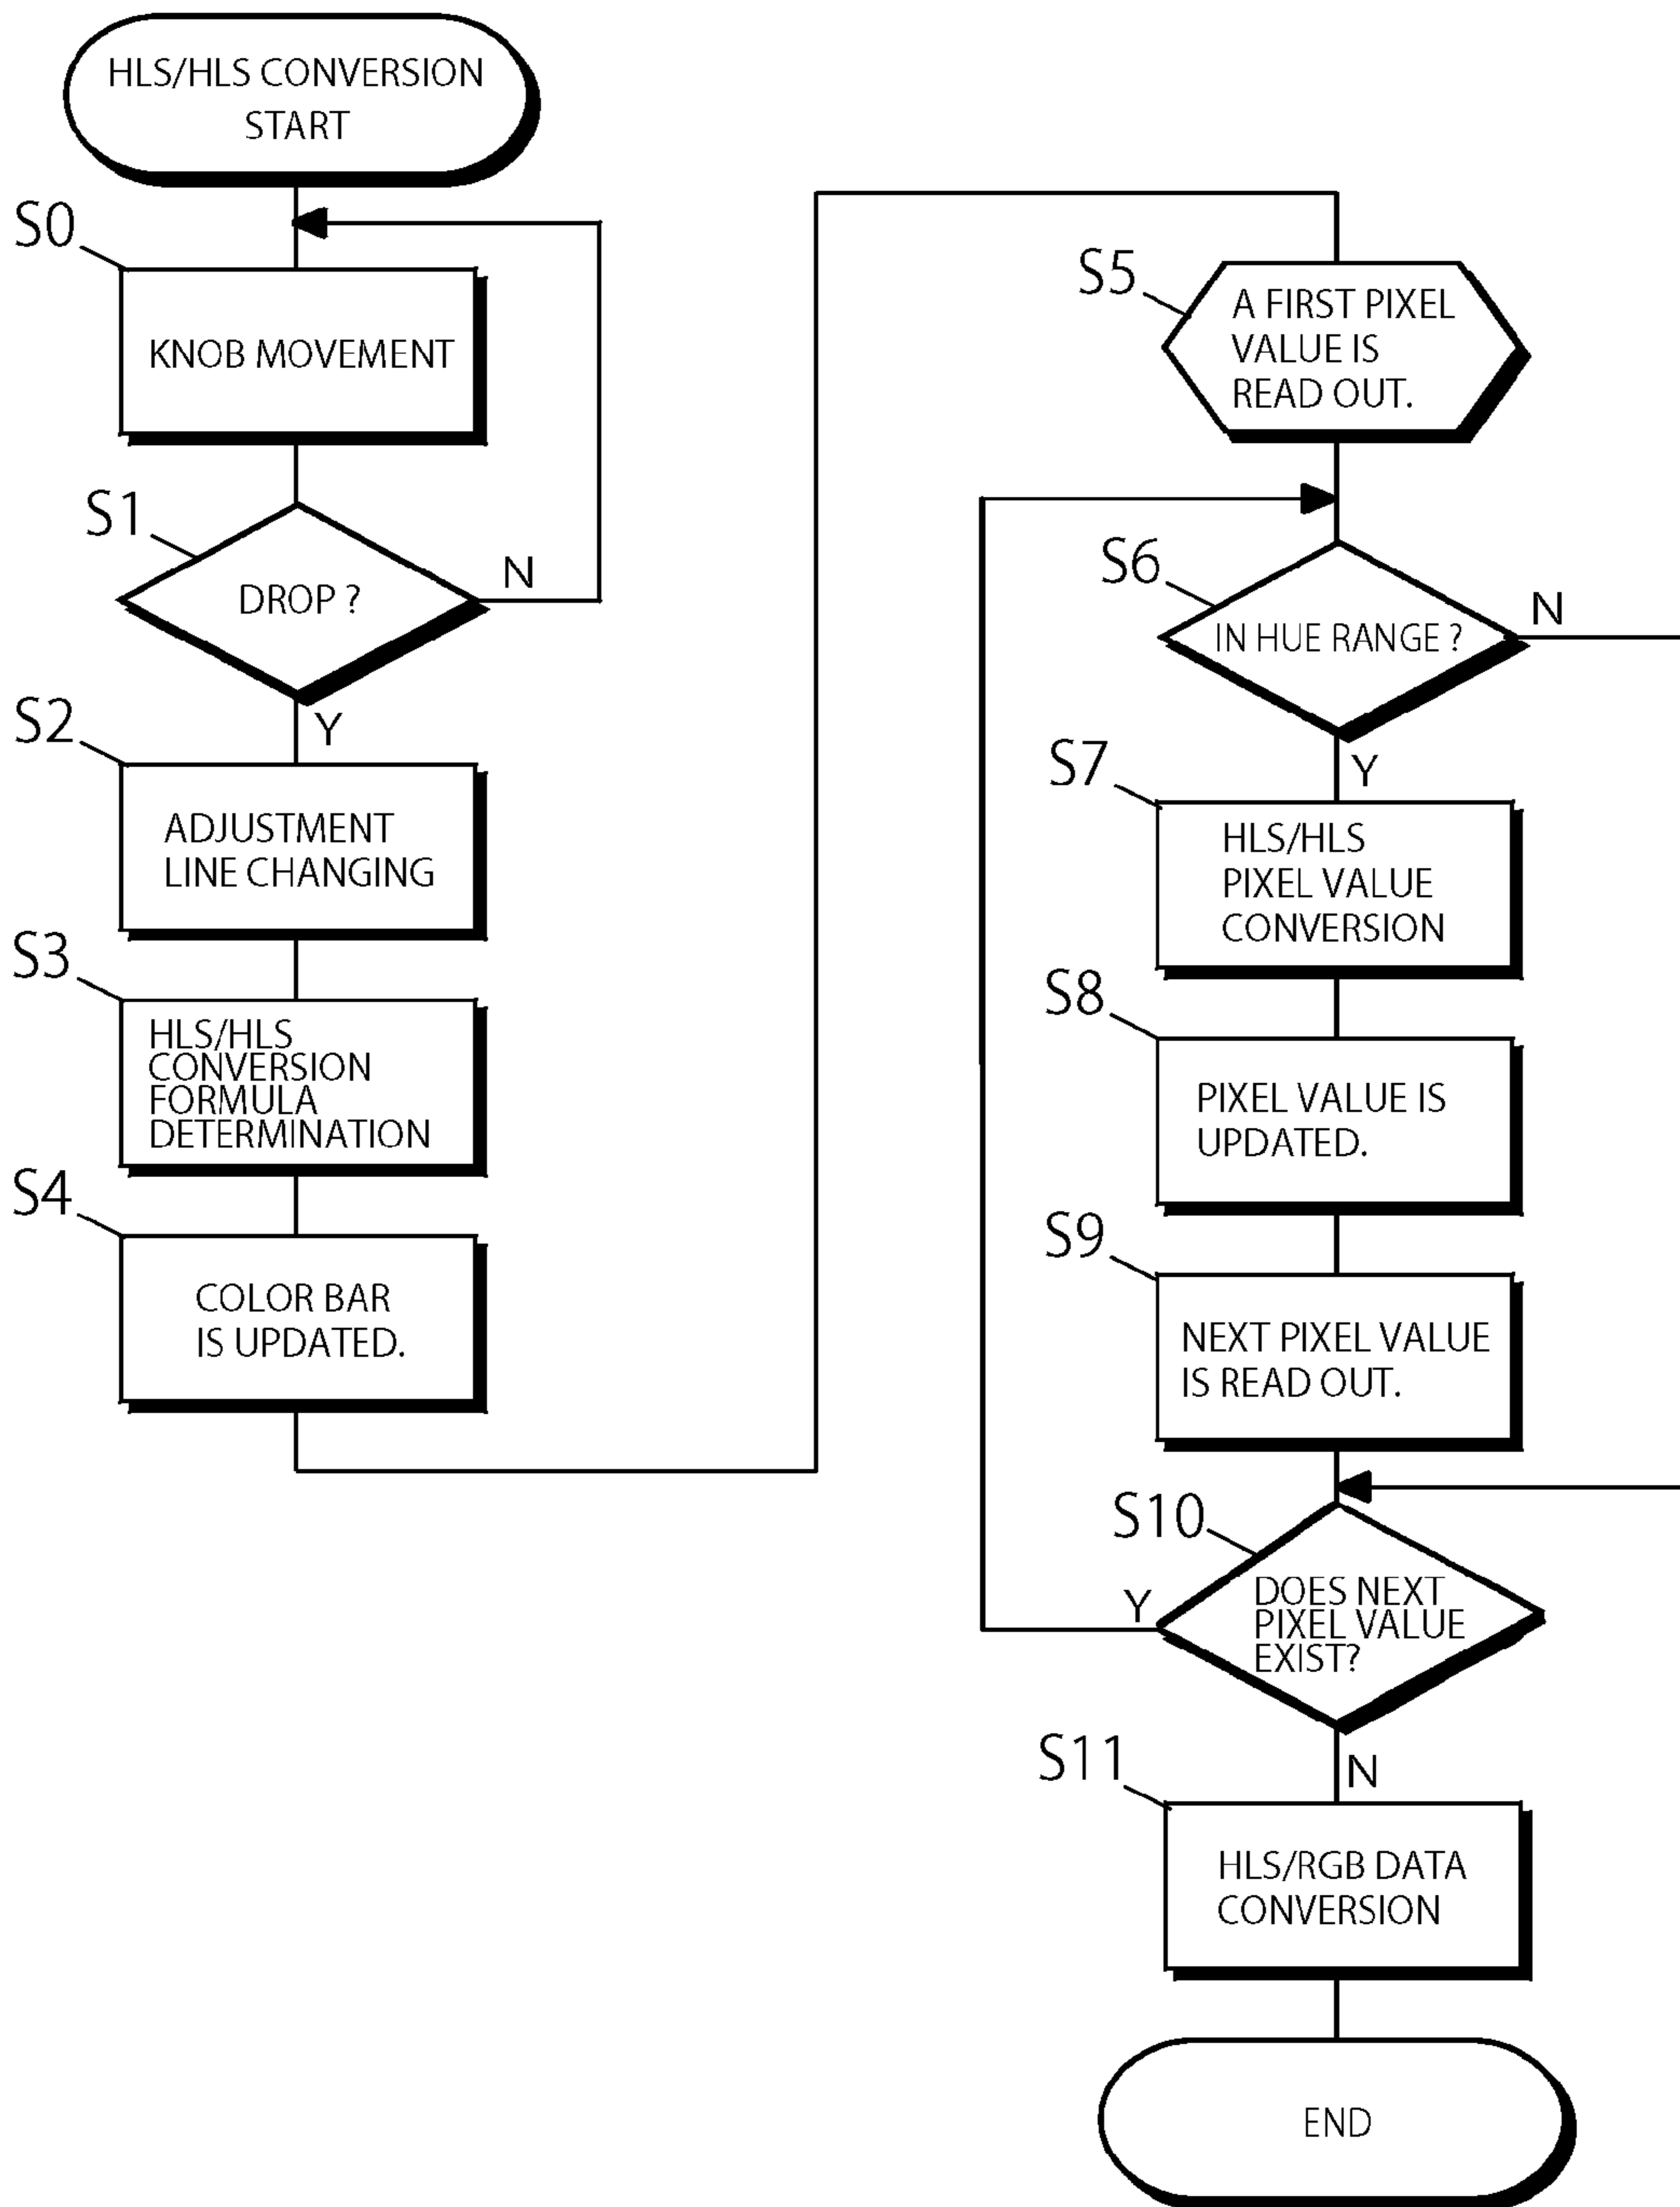 HLS/HLS CONVERSION
START
S0
KNOB MOVEMENT
S1
DROP ?
N
Y
S2
ADJUSTMENT
LINE CHANGING
S3
HLS/HLS
CONVERSION
FORMULA
DETERMINATION
S4
COLOR BAR
IS UPDATED.
S5
A FIRST PIXEL
VALUE IS
READ OUT.
S6
IN HUE RANGE ?
N
Y
S7
HLS/HLS
PIXEL VALUE
CONVERSION
S8
PIXEL VALUE IS
UPDATED.
S9
NEXT PIXEL VALUE
IS READ OUT.
S10
DOES NEXT
PIXEL VALUE
EXIST?
Y
N
S11
HLS/RGB DATA
CONVERSION
END